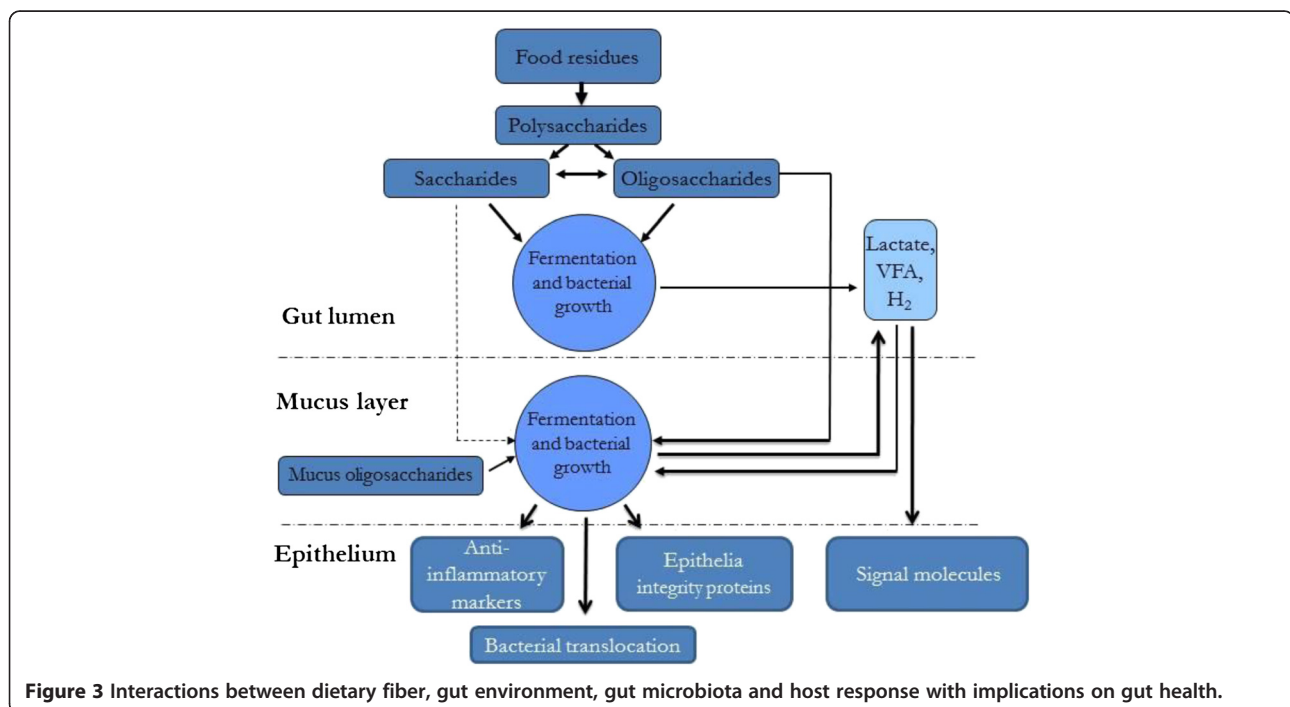 Food residues
Polysaccharides
Saccharides
Oligosaccharides
Fermentation
and bacterial
growth
Lactate,
VFA,
H₂
Gut lumen
Mucus layer
Fermentation
and bacterial
growth
Mucus oligosaccharides
Epithelium
Anti-
inflammatory
markers
Epithelia
integrity proteins
Signal molecules
Bacterial translocation
Figure 3 Interactions between dietary fiber, gut environment, gut microbiota and host response with implications on gut health.